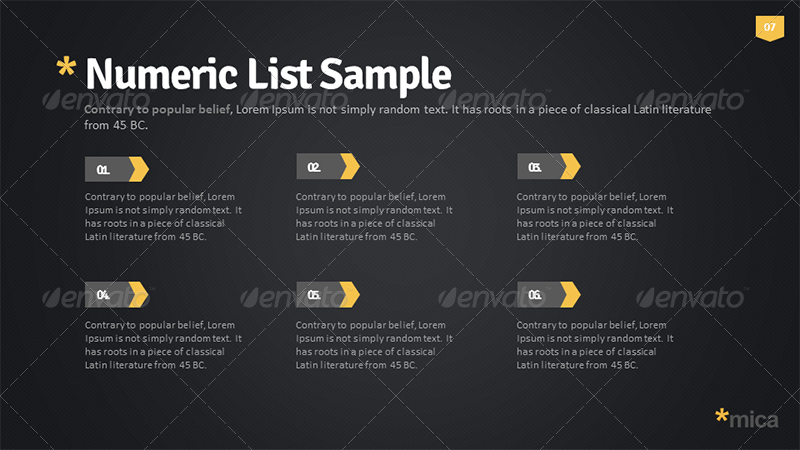 07
* Numeric List Sample
Contrary to popular belief, Lorem Ipsum is not simply random text. It has roots in a piece of classical Latin literature
from 45 BC.
01.
Contrary to popular belief, Lorem
Ipsum is not simply random text. It
has roots in a piece of classical
Latin literature from 45 BC.
02.
Contrary to popular belief, Lorem
Ipsum is not simply random text. It
has roots in a piece of classical
Latin literature from 45 BC.
03.
Contrary to popular belief, Lorem
Ipsum is not simply random text. It
has roots in a piece of classical
Latin literature from 45 BC.
04.
Contrary to popular belief, Lorem
Ipsum is not simply random text. It
has roots in a piece of classical
Latin literature from 45 BC.
05.
Contrary to popular belief, Lorem
Ipsum is not simply random text. It
has roots in a piece of classical
Latin literature from 45 BC.
06.
Contrary to popular belief, Lorem
Ipsum is not simply random text. It
has roots in a piece of classical
Latin literature from 45 BC.
*mica
envato envato envato envato
envato envato envato envato